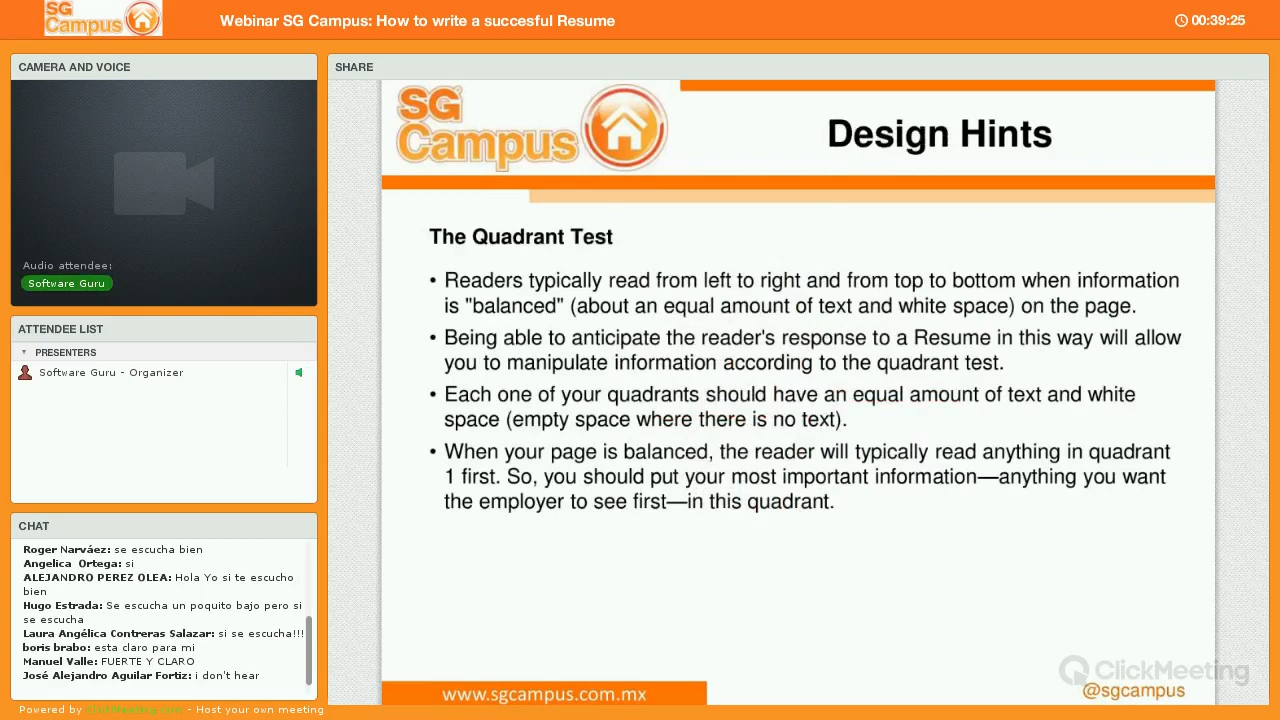 SG Campus
Webinar SG Campus: How to write a succesful Resume
00:39:25
CAMERA AND VOICE
Audio attendee:
Software Guru
ATTENDEE LIST
PRESENTERS
Software Guru - Organizer
CHAT
Roger Narváez: se escucha bien
Angelica Ortega: si
ALEJANDRO PEREZ OLEA: Hola Yo si te escucho
bien
Hugo Estrada: Se escucha un poquito bajo pero si
se escucha
Laura Angélica Contreras Salazar: si se escucha!!!
boris brabo: esta claro para mi
Manuel Valle: FUERTE Y CLARO
José Alejandro Aguilar Fortiz: i don't hear
Powered by - Host your own meeting
SHARE
SG
Campus
Design Hints
The Quadrant Test
• Readers typically read from left to right and from top to bottom when information
is "balanced" (about an equal amount of text and white space) on the page.
• Being able to anticipate the reader's response to a Resume in this way will allow
you to manipulate information according to the quadrant test.
• Each one of your quadrants should have an equal amount of text and white
space (empty space where there is no text).
• When your page is balanced, the reader will typically read anything in quadrant
1 first. So, you should put your most important information—anything you want
the employer to see first—in this quadrant.
www.sgcampus.com.mx
ClickMeeting
@sgcampus